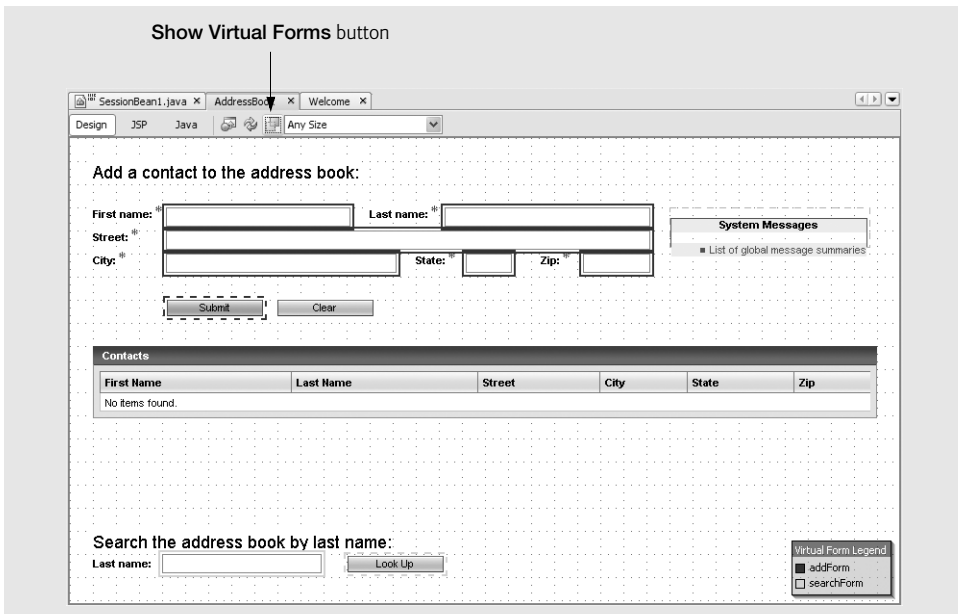 Show Virtual Forms button
SessionBean1.java × AddressBo × Welcome ×
Design JSP Java Any Size
Add a contact to the address book:
First name: * Last name: *
System Messages
Street: *
List of global message summaries
City: * State: * Zip: *
Submit Clear
Contacts
First Name Last Name Street City State Zip
No items found.
Search the address book by last name:
Last name: Look Up
Virtual Form Legend
addForm
searchForm